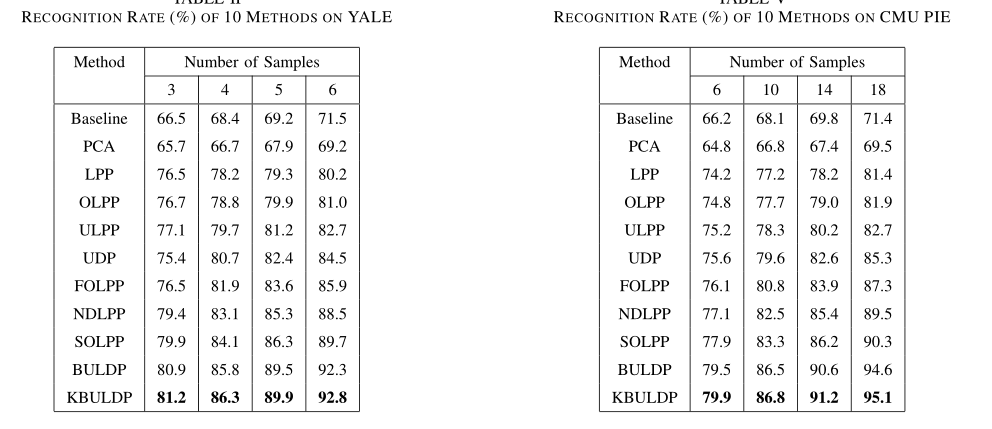 TABLE II
RECOGNITION RATE (%) OF 10 METHODS ON YALE
Method Number of Samples
3 4 5 6
Baseline 66.5 68.4 69.2 71.5
PCA 65.7 66.7 67.9 69.2
LPP 76.5 78.2 79.3 80.2
OLPP 76.7 78.8 79.9 81.0
ULPP 77.1 79.7 81.2 82.7
UDP 75.4 80.7 82.4 84.5
FOLPP 76.5 81.9 83.6 85.9
NDLPP 79.4 83.1 85.3 88.5
SOLPP 79.9 84.1 86.3 89.7
BULDP 80.9 85.8 89.5 92.3
KBULDP 81.2 86.3 89.9 92.8
TABLE V
RECOGNITION RATE (%) OF 10 METHODS ON CMU PIE
Method Number of Samples
6 10 14 18
Baseline 66.2 68.1 69.8 71.4
PCA 64.8 66.8 67.4 69.5
LPP 74.2 77.2 78.2 81.4
OLPP 74.8 77.7 79.0 81.9
ULPP 75.2 78.3 80.2 82.7
UDP 75.6 79.6 82.6 85.3
FOLPP 76.1 80.8 83.9 87.3
NDLPP 77.1 82.5 85.4 89.5
SOLPP 77.9 83.3 86.2 90.3
BULDP 79.5 86.5 90.6 94.6
KBULDP 79.9 86.8 91.2 95.1